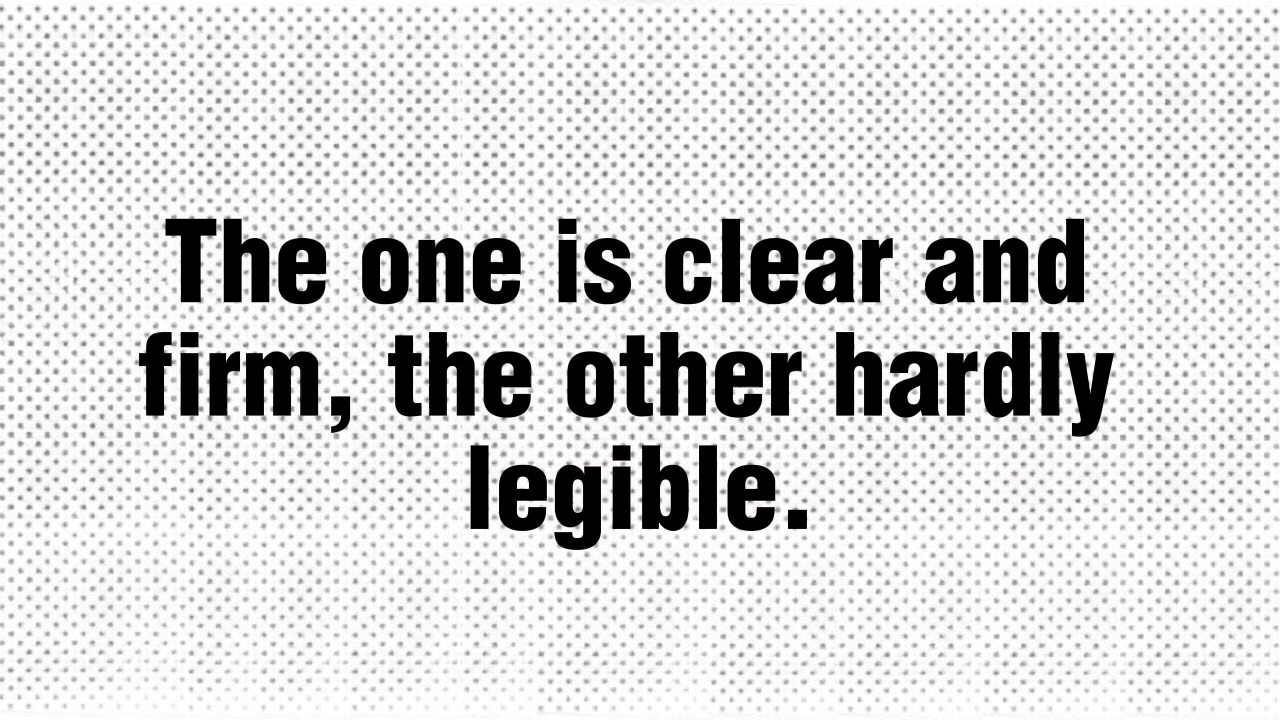 The one is clear and
firm, the other hardly
legible.